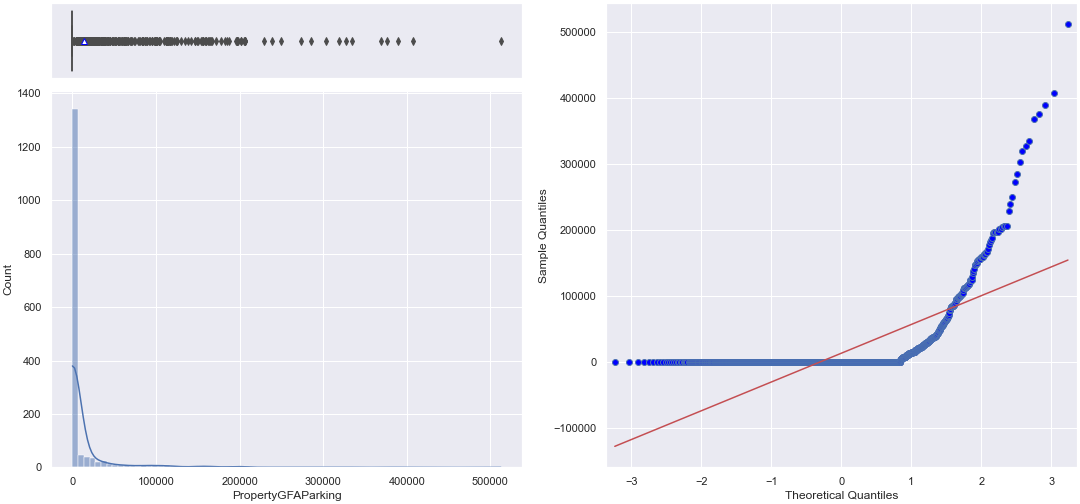 1400
1200
1000
800
600
400
200
0
Count
0 100000 200000 300000 400000 500000
PropertyGFAParking
500000
400000
300000
200000
100000
0
−100000
Sample Quantiles
−3 −2 −1 0 1 2 3
Theoretical Quantiles